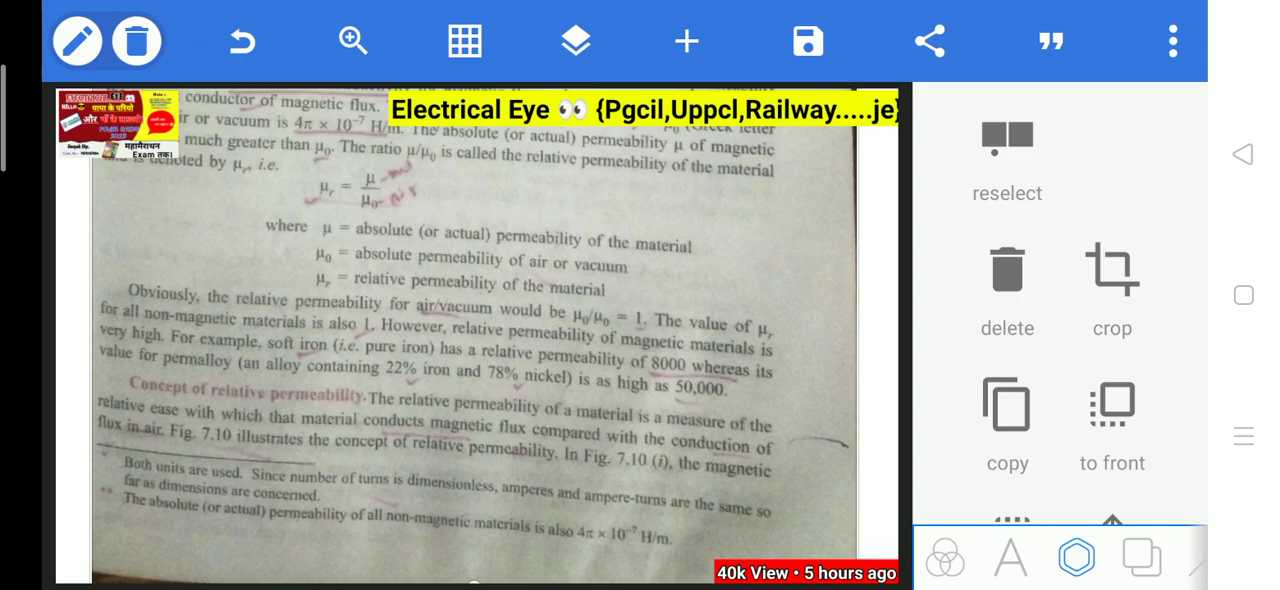 Electrical Eye 👀 {Pgcil,Uppcl,Railway.....je}
पापा के परियो
Exam तक।
conductor of magnetic flux.
ir or vacuum is 4π × 10⁻⁷ H/m. The absolute (or actual) permeability μ of magnetic
much greater than μ₀. The ratio μ/μ₀ is called the relative permeability of the material
is denoted by μᵣ, i.e.
μᵣ = μ/μ₀
where μ = absolute (or actual) permeability of the material
μ₀ = absolute permeability of air or vacuum
μᵣ = relative permeability of the material
Obviously, the relative permeability for air/vacuum would be μ₀/μ₀ = 1. The value of μᵣ
for all non-magnetic materials is also 1. However, relative permeability of magnetic materials is
very high. For example, soft iron (i.e. pure iron) has a relative permeability of 8000 whereas its
value for permalloy (an alloy containing 22% iron and 78% nickel) is as high as 50,000.
Concept of relative permeability. The relative permeability of a material is a measure of the
relative ease with which that material conducts magnetic flux compared with the conduction of
flux in air. Fig. 7.10 illustrates the concept of relative permeability. In Fig. 7.10 (i), the magnetic
Both units are used. Since number of turns is dimensionless, amperes and ampere-turns are the same so
far as dimensions are concerned.
** The absolute (or actual) permeability of all non-magnetic materials is also 4π × 10⁻⁷ H/m.
40k View • 5 hours ago
reselect
delete
crop
copy
to front